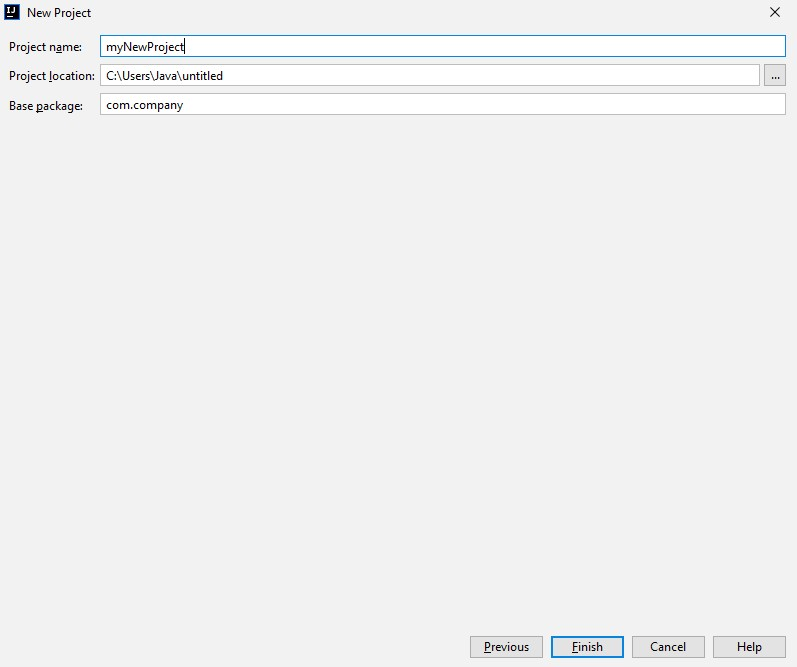 IJ New Project
Project name: myNewProject
Project location: C:\Users\Java\untitled ...
Base package: com.company
Previous Finish Cancel Help